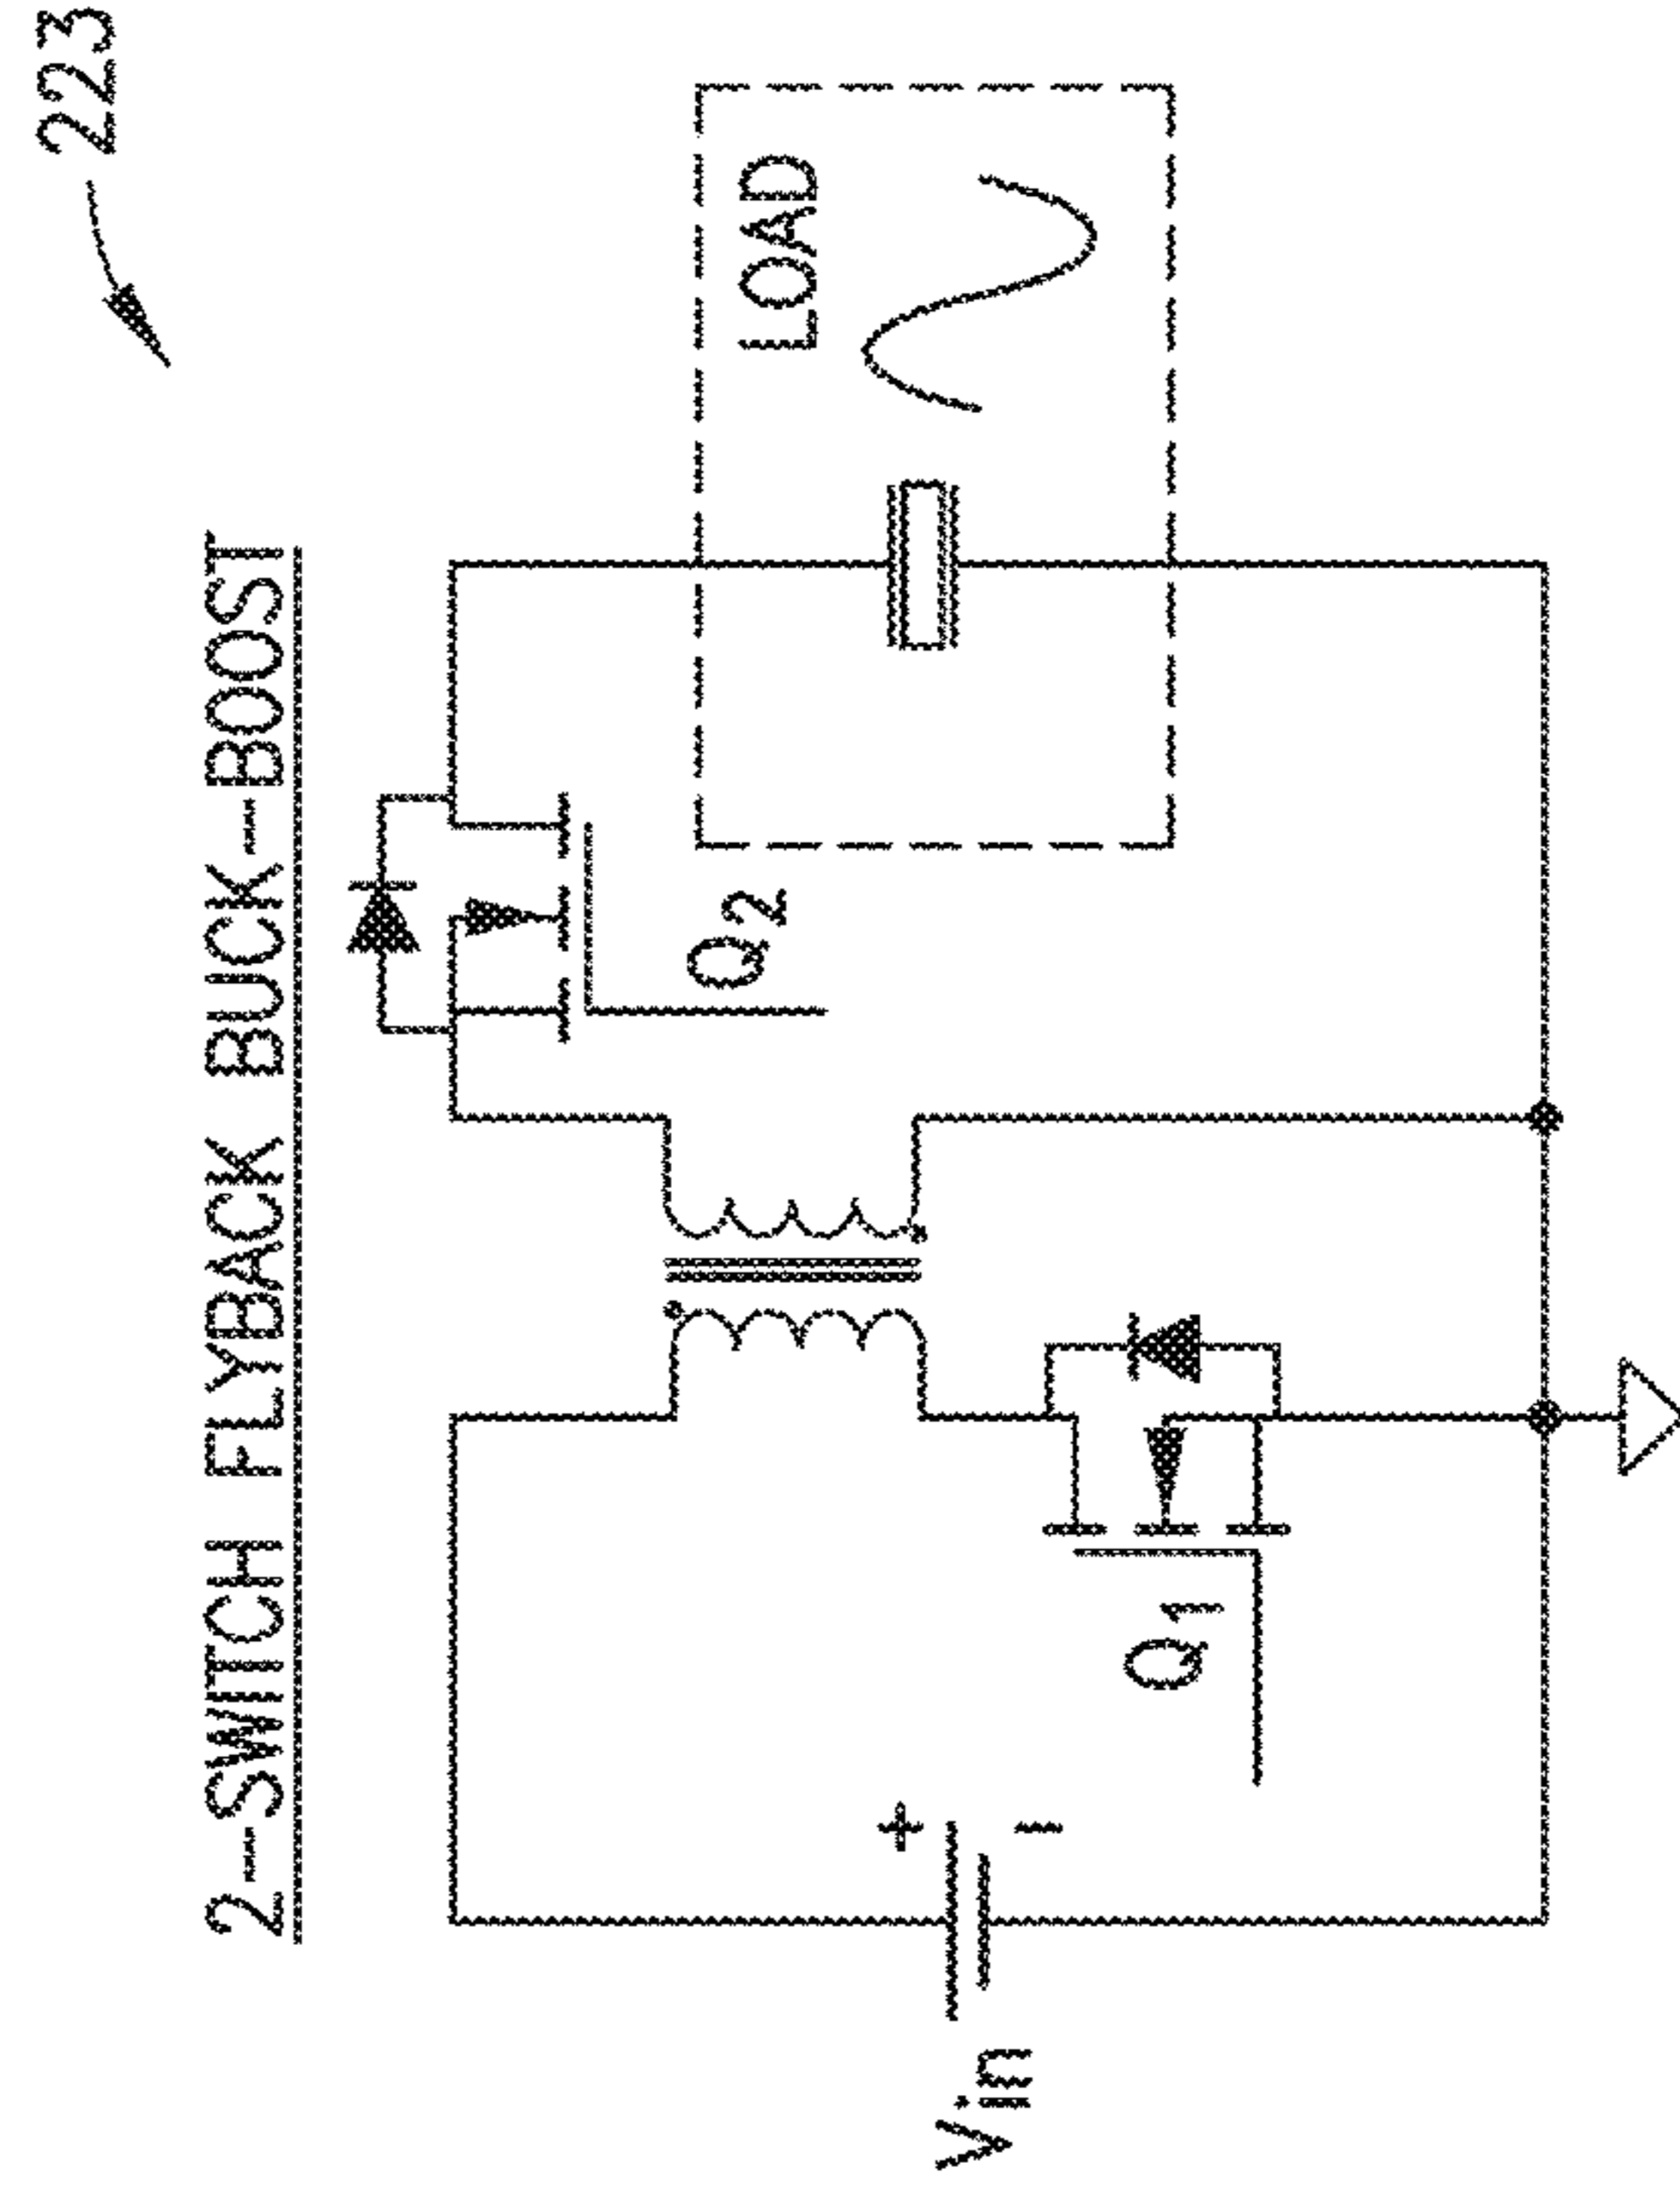 223
2-SWITCH FLYBACK BUCK-BOOST
Q2
LOAD
Q1
+
-
Vin